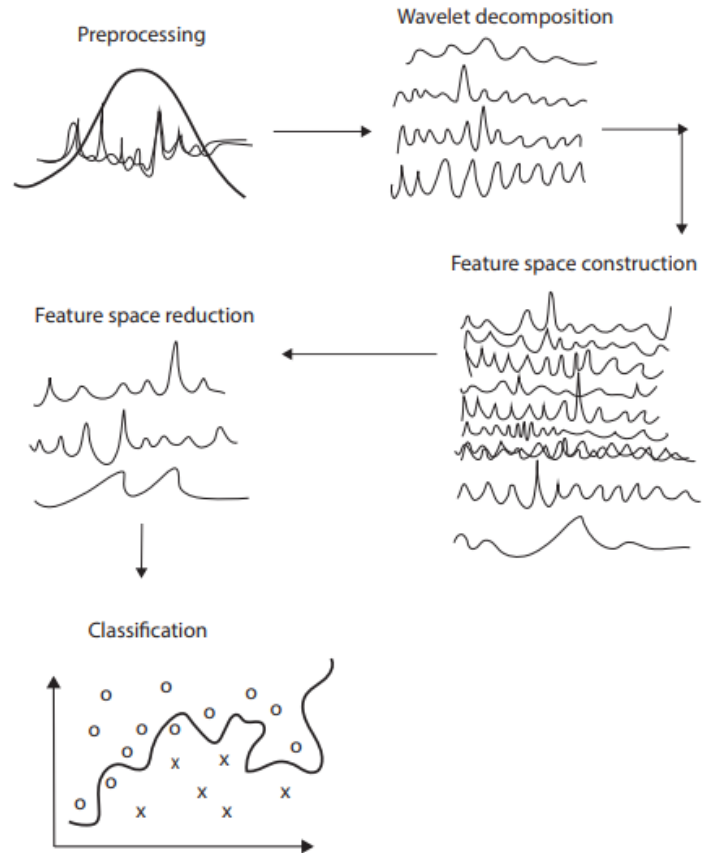 Preprocessing
Wavelet decomposition
Feature space construction
Feature space reduction
Classification
o o o o o o o o o o o o
x x x x x x